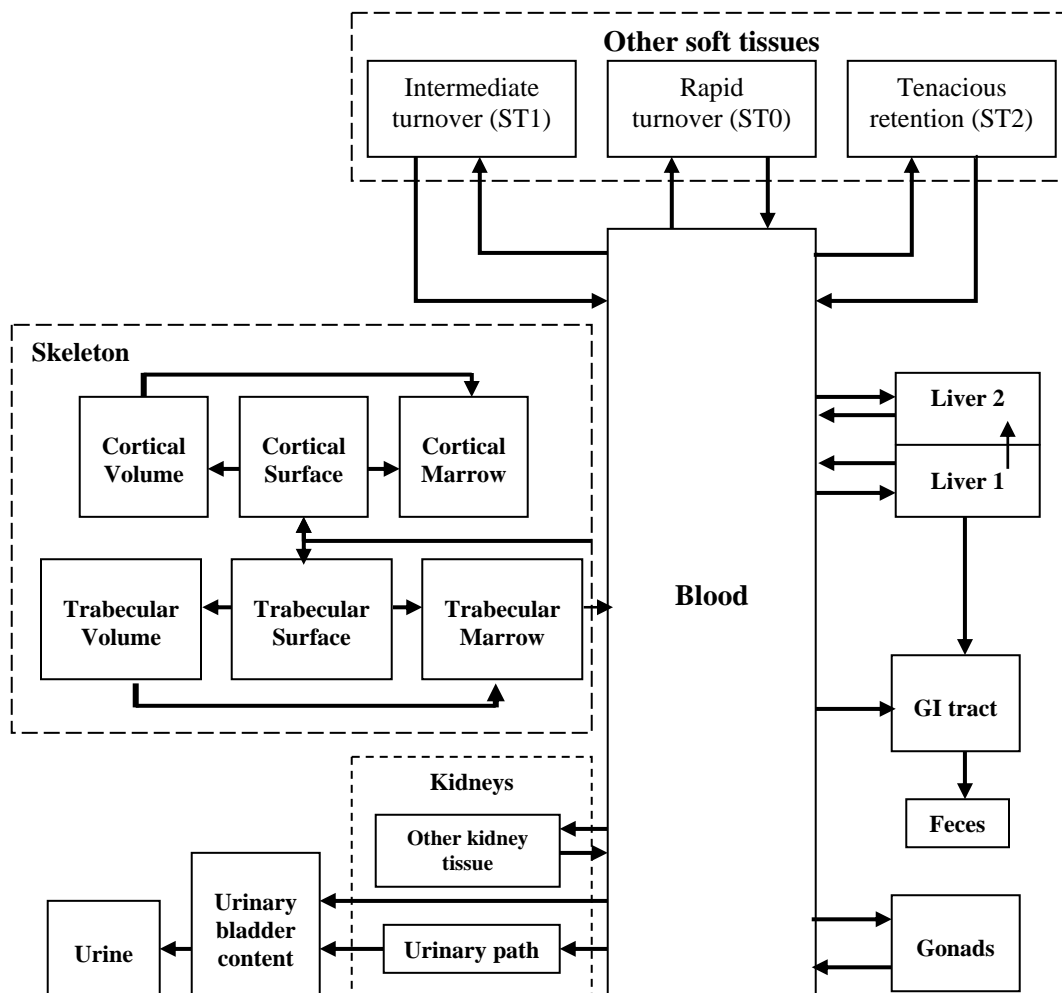 Other soft tissues
Intermediate
turnover (ST1)
Rapid
turnover (ST0)
Tenacious
retention (ST2)
Skeleton
Cortical
Volume
Cortical
Surface
Cortical
Marrow
Trabecular
Volume
Trabecular
Surface
Trabecular
Marrow
Blood
Liver 2
Liver 1
GI tract
Feces
Kidneys
Other kidney
tissue
Urinary
bladder
content
Urinary path
Urine
Gonads